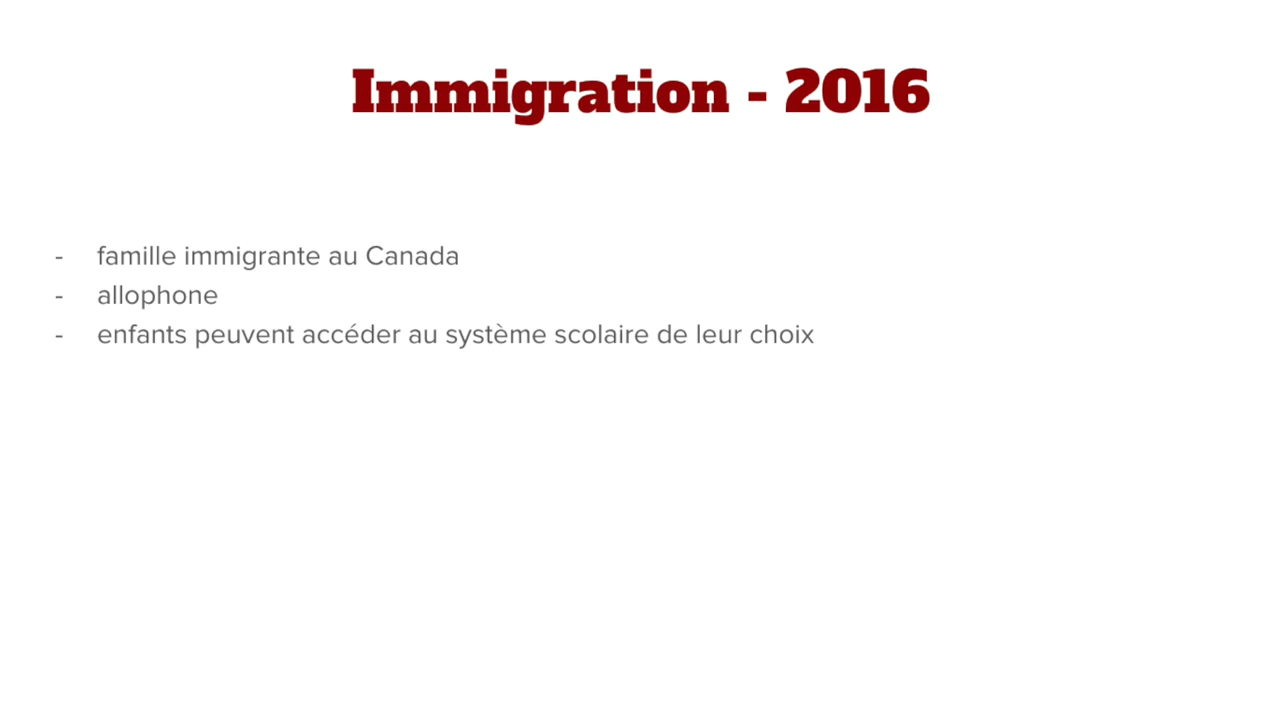 Immigration - 2016
- famille immigrante au Canada
- allophone
- enfants peuvent accéder au système scolaire de leur choix